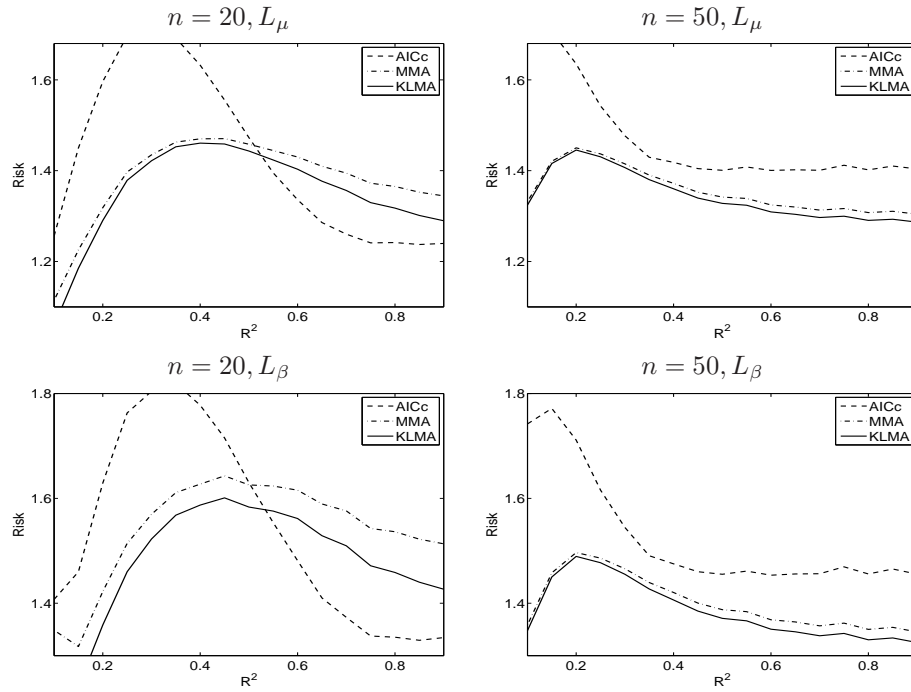 n = 20, L_μ
n = 50, L_μ
AICc
MMA
KLMA
1.6
1.4
1.2
Risk
0.2 0.4 0.6 0.8
R²
AICc
MMA
KLMA
1.6
1.4
1.2
Risk
0.2 0.4 0.6 0.8
R²
n = 20, L_β
n = 50, L_β
AICc
MMA
KLMA
1.8
1.6
1.4
Risk
0.2 0.4 0.6 0.8
R²
AICc
MMA
KLMA
1.8
1.6
1.4
Risk
0.2 0.4 0.6 0.8
R²